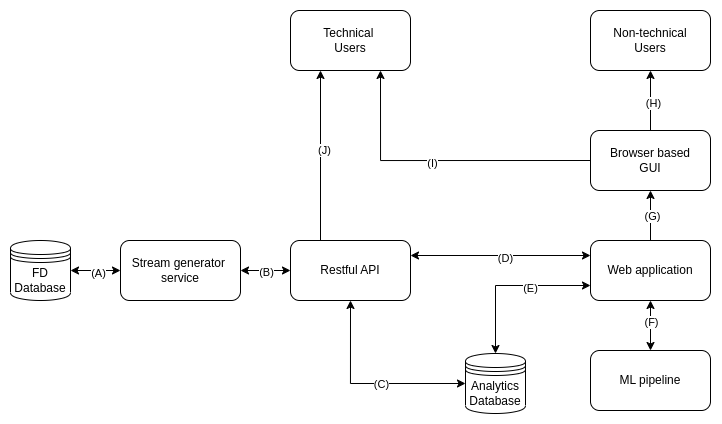 Technical
Users
Non-technical
Users
(H)
(J)
(I)
Browser based
GUI
(G)
FD
Database
(A)
Stream generator
service
(B)
Restful API
(D)
Web application
(E)
(F)
(C)
Analytics
Database
ML pipeline